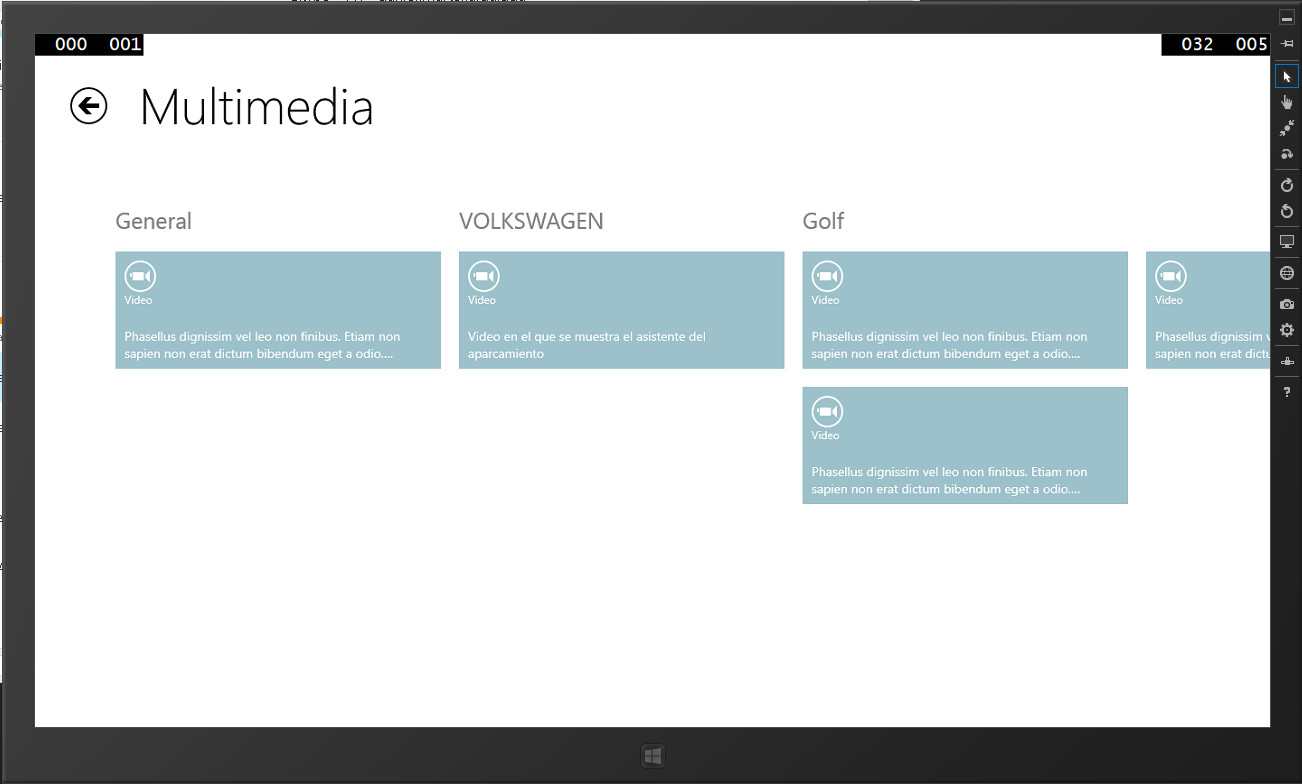 000 001
032 005
Multimedia
General
VOLKSWAGEN
Golf
Video
Phasellus dignissim vel leo non finibus. Etiam non
sapien non erat dictum bibendum eget a odio....
Video
Video en el que se muestra el asistente del
aparcamiento
Video
Phasellus dignissim vel leo non finibus. Etiam non
sapien non erat dictum bibendum eget a odio....
Video
Phasellus dignissim
sapien non erat
Video
Phasellus dignissim vel leo non finibus. Etiam non
sapien non erat dictum bibendum eget a odio....
?